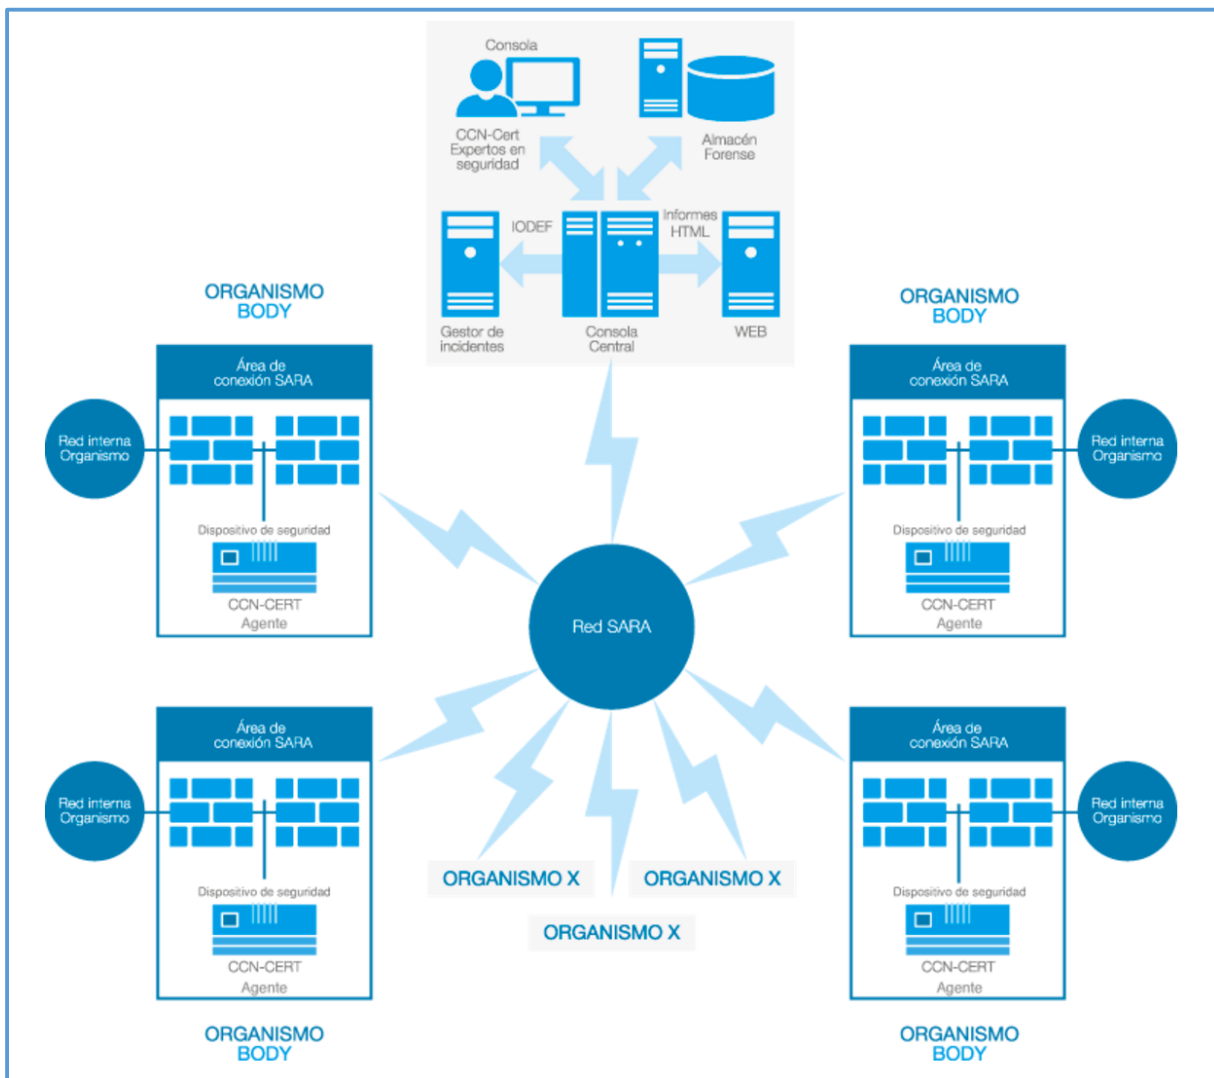 Consola
CCN-Cert
Expertos en
seguridad
Almacén
Forense
IODEF
Informes
HTML
Gestor de
incidentes
Consola
Central
WEB
ORGANISMO
BODY
Área de
conexión SARA
Red interna
Organismo
Dispositivo de seguridad
CCN-CERT
Agente
ORGANISMO
BODY
Área de
conexión SARA
Red interna
Organismo
Dispositivo de seguridad
CCN-CERT
Agente
Red SARA
Área de
conexión SARA
Red interna
Organismo
Dispositivo de seguridad
CCN-CERT
Agente
ORGANISMO
BODY
ORGANISMO X
ORGANISMO X
ORGANISMO X
Área de
conexión SARA
Red interna
Organismo
Dispositivo de seguridad
CCN-CERT
Agente
ORGANISMO
BODY